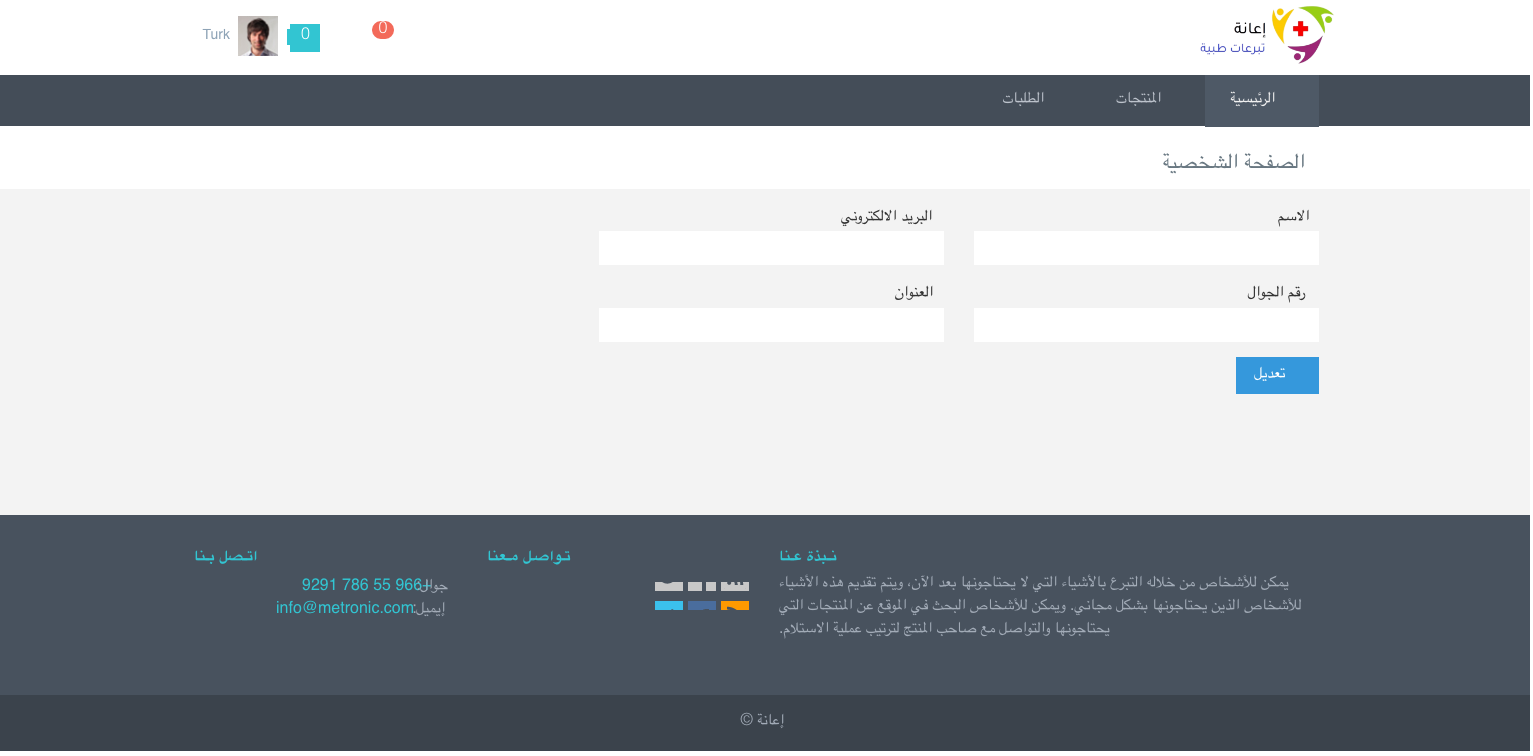 إعانة
تبرعات طبية
0
0
Turk
الرئيسية
المنتجات
الطلبات
الصفحة الشخصية
الاسم
البريد الالكتروني
رقم الجوال
العنوان
تعديل
نبذة عنا
يمكن للأشخاص من خلاله التبرع بالأشياء التي لا يحتاجونها بعد الآن، ويتم تقديم هذه الأشياء
للأشخاص الذين يحتاجونها بشكل مجاني. ويمكن للأشخاص البحث في الموقع عن المنتجات التي
يحتاجونها والتواصل مع صاحب المنتج لترتيب عملية الاستلام.
تواصل معنا
اتصل بنا
جوال: +966 55 786 9291
إيميل: info@metronic.com
إعانة ©